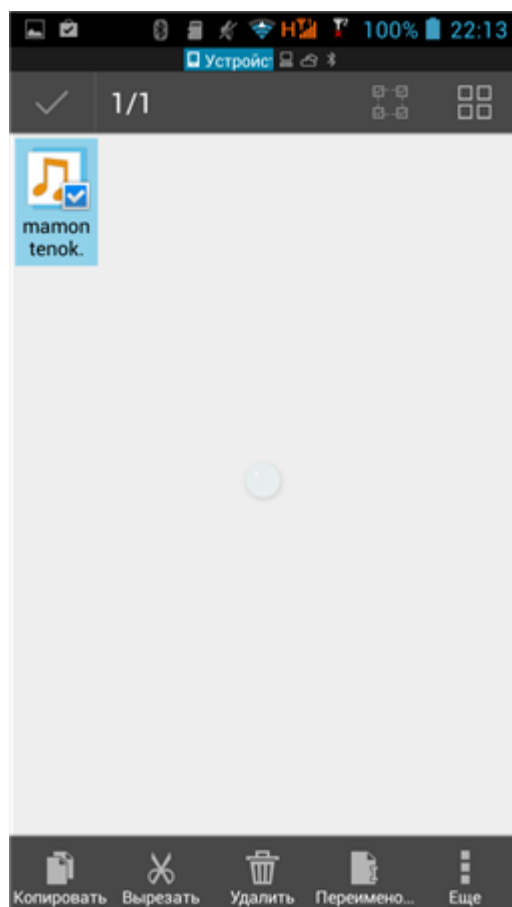 H 100% 22:13
Устройс
1/1
mamon
tenok.
Копировать Вырезать Удалить Переимено... Еще